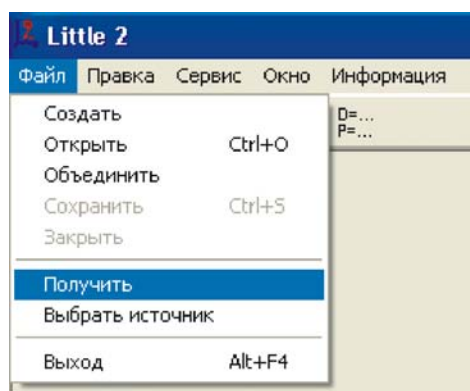 Little 2
Файл Правка Сервис Окно Информация
Создать
D=...
P=...
Открыть Ctrl+O
Объединить
Сохранить Ctrl+S
Закрыть
Получить
Выбрать источник
Выход Alt+F4